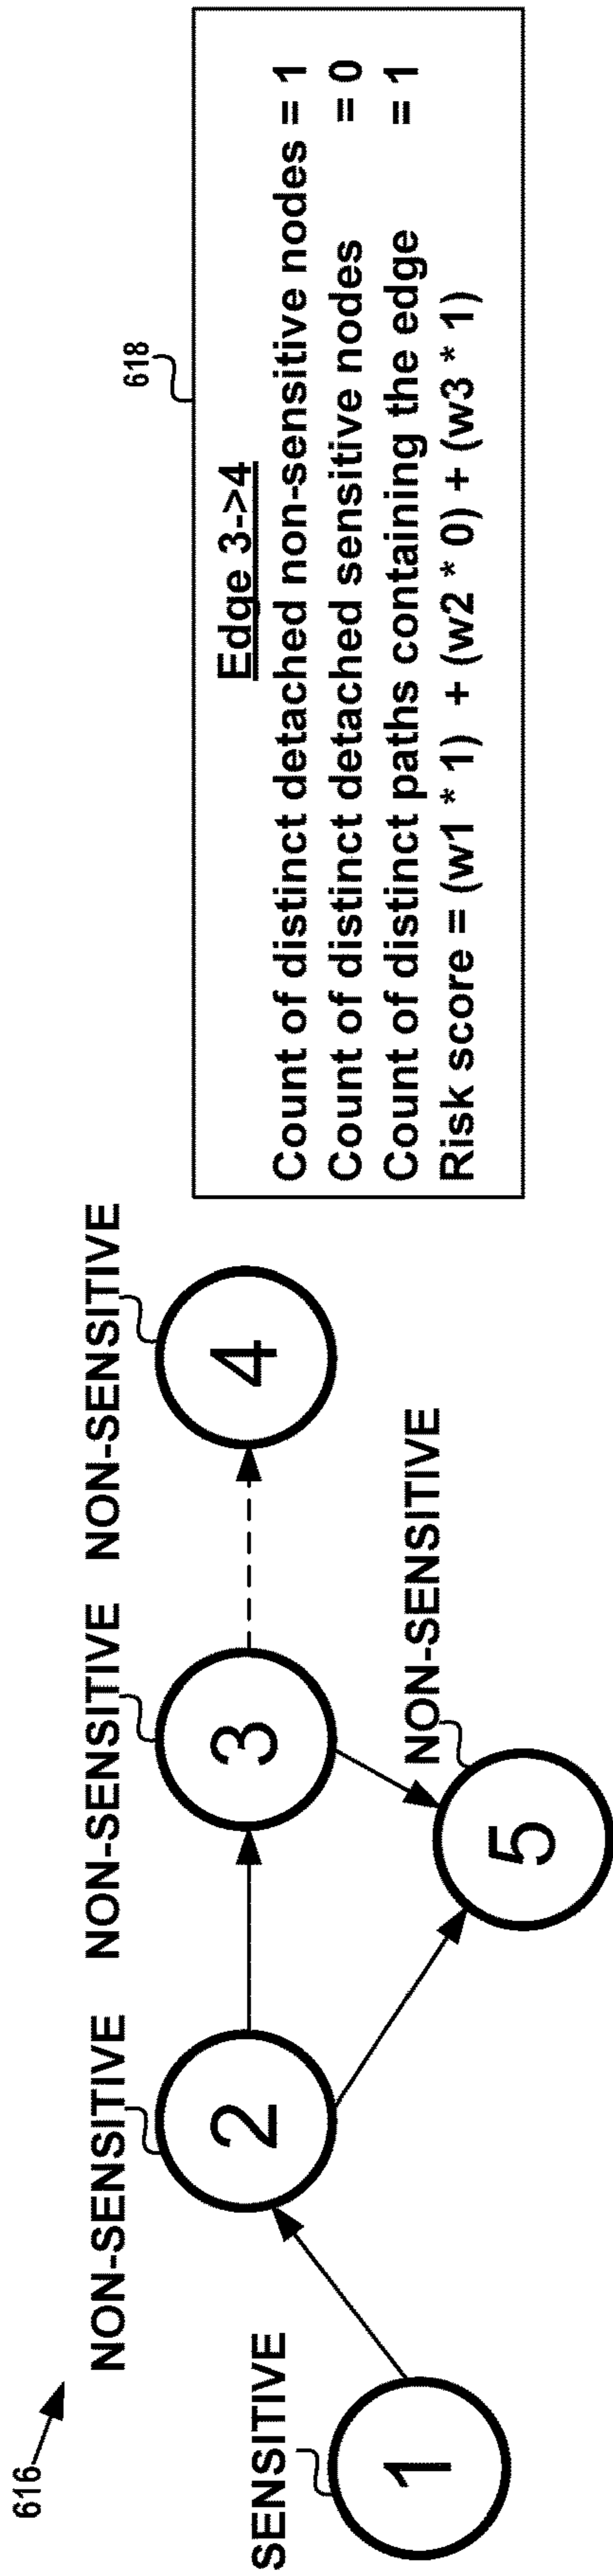 616
SENSITIVE
1
NON-SENSITIVE
2
NON-SENSITIVE
3
NON-SENSITIVE
4
NON-SENSITIVE
5
618
Edge 3->4
Count of distinct detached non-sensitive nodes = 1
Count of distinct detached sensitive nodes = 0
Count of distinct paths containing the edge = 1
Risk score = (w1 * 1) + (w2 * 0) + (w3 * 1)